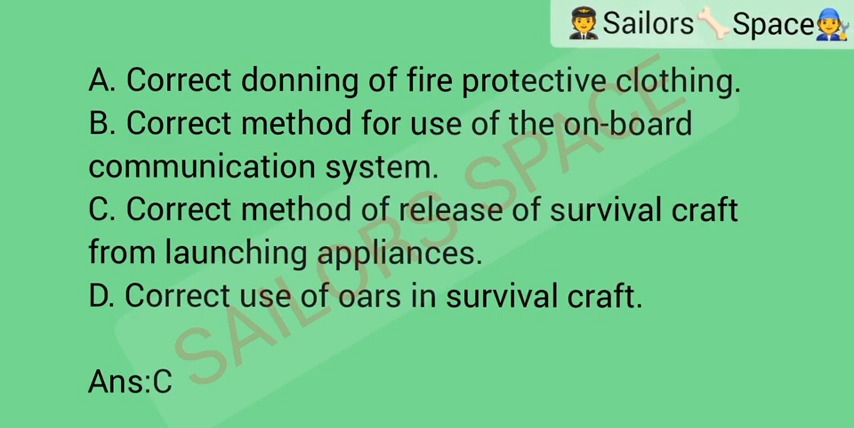 Sailors Space
A. Correct donning of fire protective clothing.
B. Correct method for use of the on-board
communication system.
C. Correct method of release of survival craft
from launching appliances.
D. Correct use of oars in survival craft.
SAILORS SPACE
Ans:C